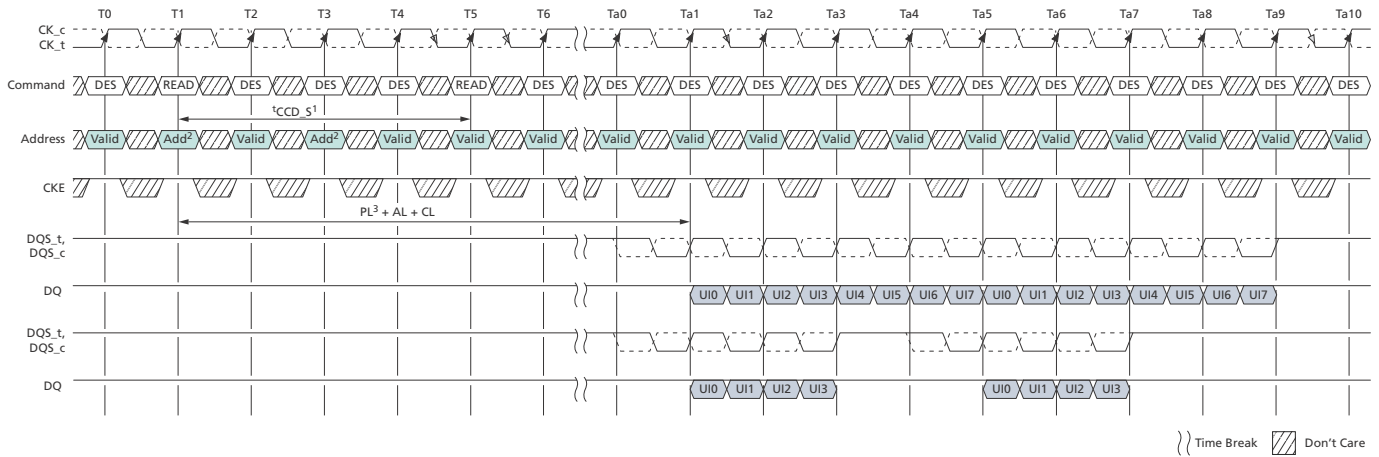 T0 T1 T2 T3 T4 T5 T6 Ta0 Ta1 Ta2 Ta3 Ta4 Ta5 Ta6 Ta7 Ta8 Ta9 Ta10
CK_c
CK_t
Command DES READ DES DES DES READ DES DES DES DES DES DES DES DES DES DES DES DES
tCCD_S1
Address Valid Add2 Valid Add2 Valid Valid Valid Valid Valid Valid Valid Valid Valid Valid Valid Valid Valid Valid
CKE
PL3 + AL + CL
DQS_t,
DQS_c
DQ UI0 UI1 UI2 UI3 UI4 UI5 UI6 UI7 UI0 UI1 UI2 UI3 UI4 UI5 UI6 UI7
DQS_t,
DQS_c
DQ UI0 UI1 UI2 UI3 UI0 UI1 UI2 UI3
Time Break Don't Care